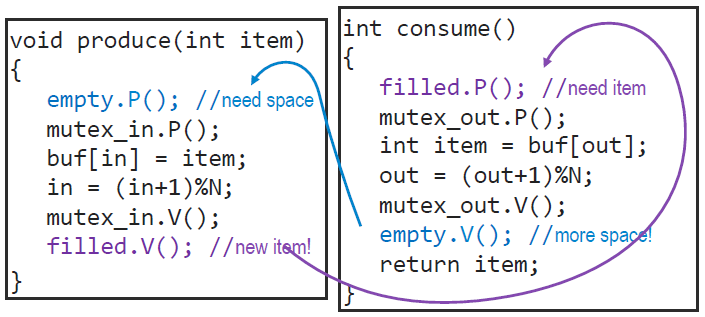 void produce(int item)
{
empty.P(); //need space
mutex_in.P();
buf[in] = item;
in = (in+1)%N;
mutex_in.V();
filled.V(); //new item!
}
int consume()
{
filled.P(); //need item
mutex_out.P();
int item = buf[out];
out = (out+1)%N;
mutex_out.V();
empty.V(); //more space!
return item;
}